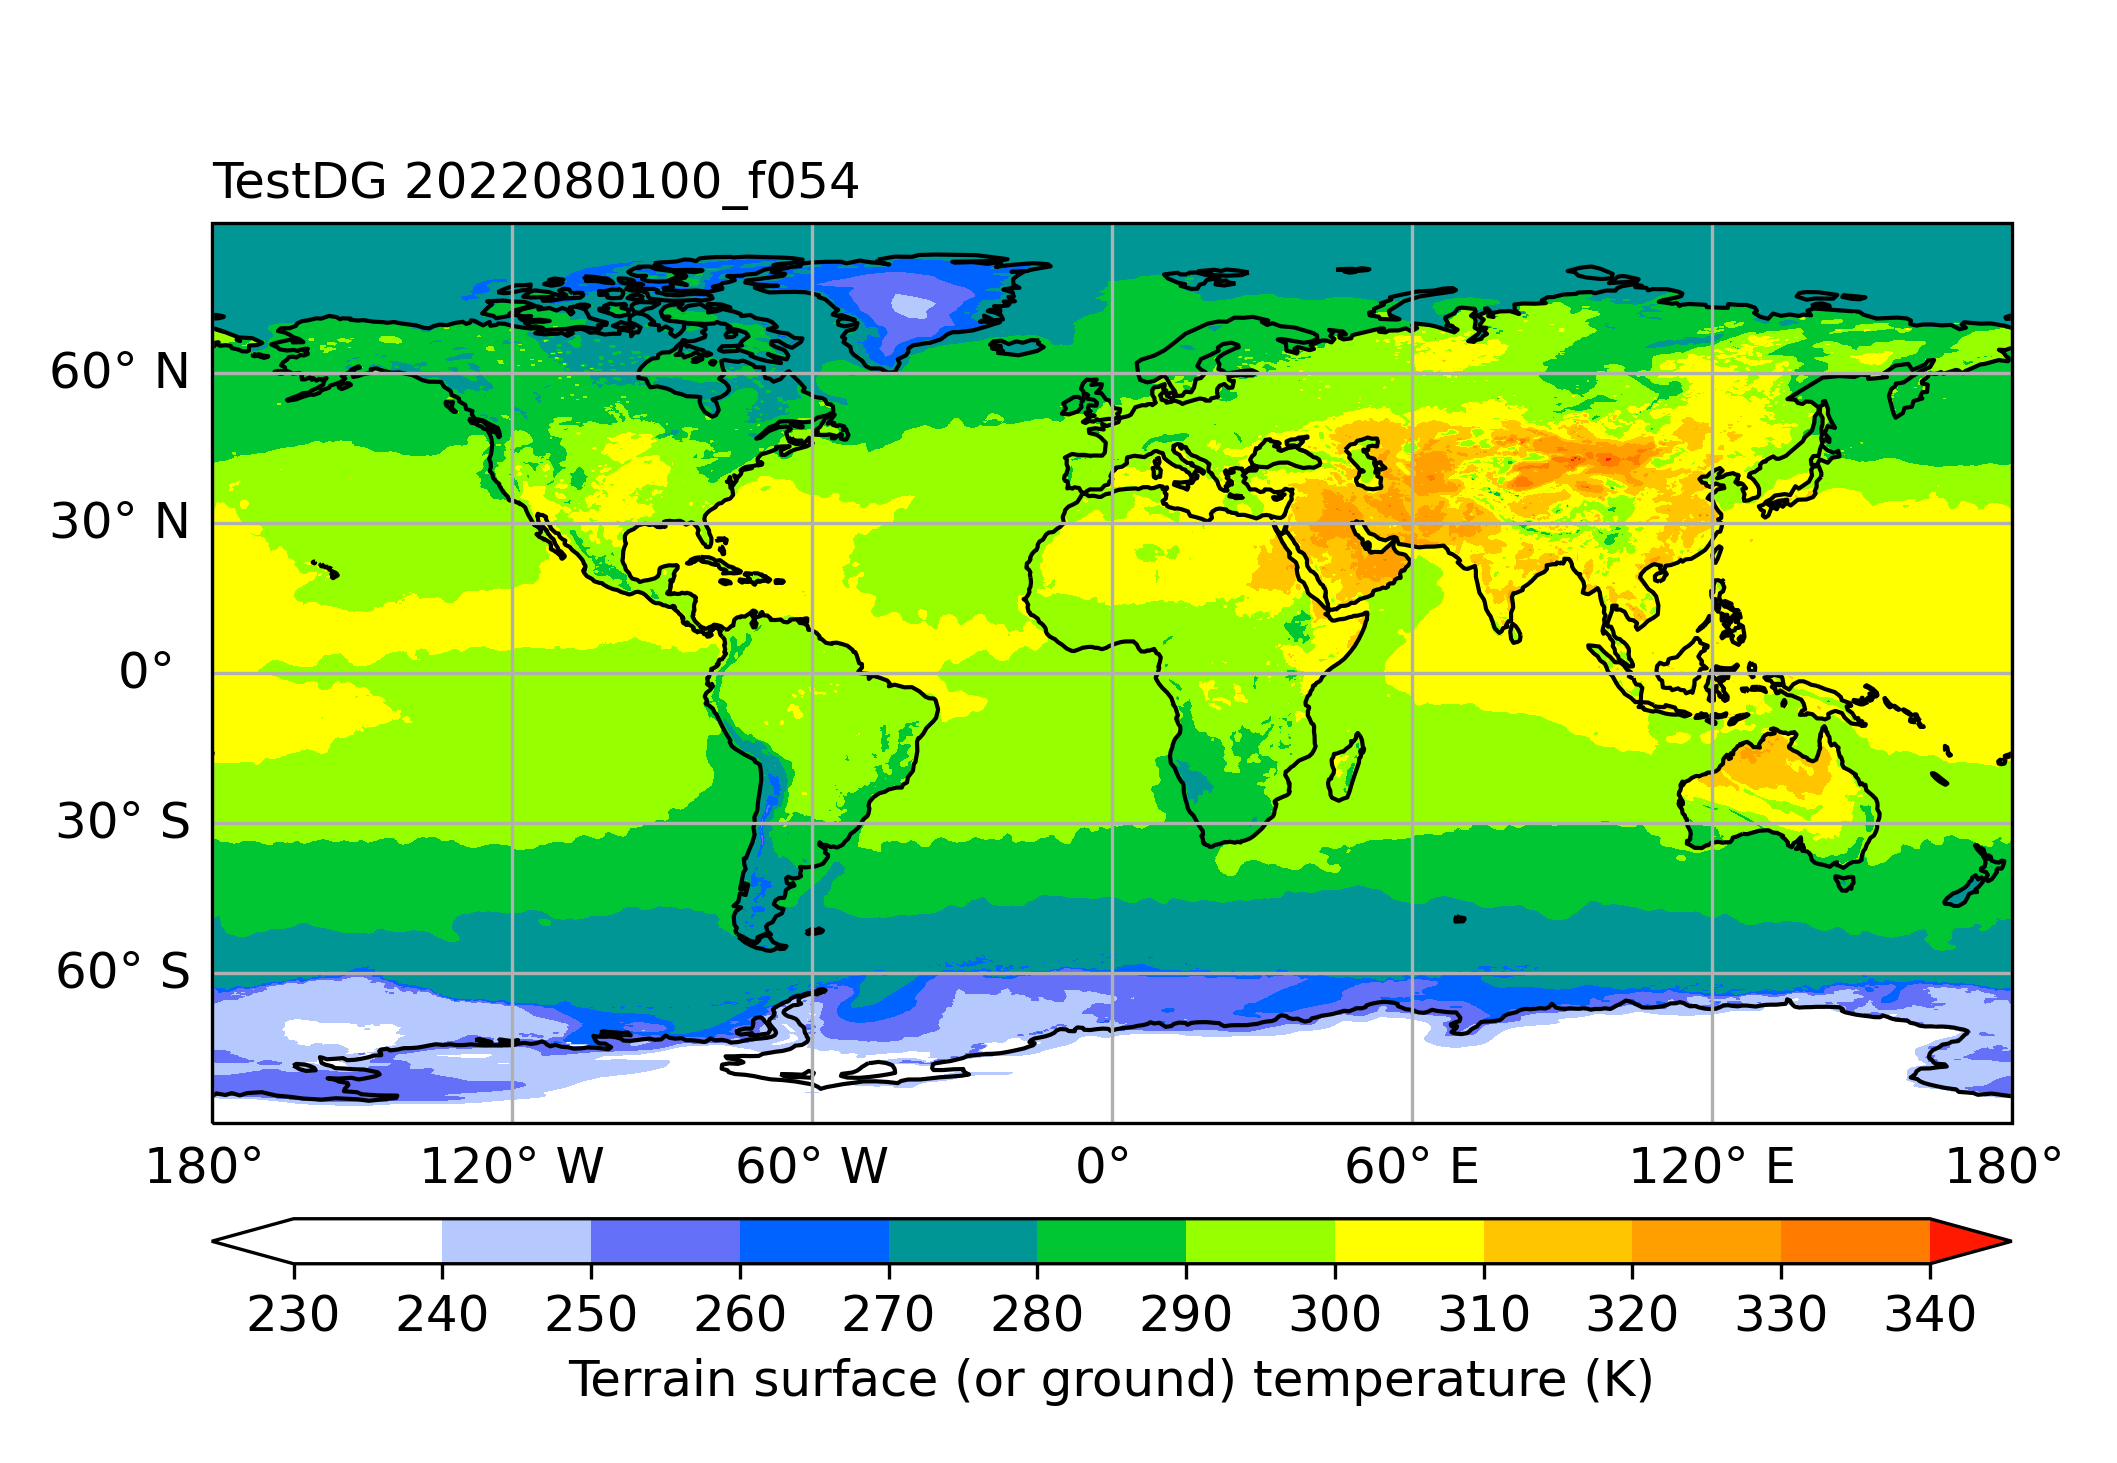 TestDG 2022080100_f054
60° N
30° N
0°
30° S
60° S
180° 120° W 60° W 0° 60° E 120° E 180°
230 240 250 260 270 280 290 300 310 320 330 340
Terrain surface (or ground) temperature (K)